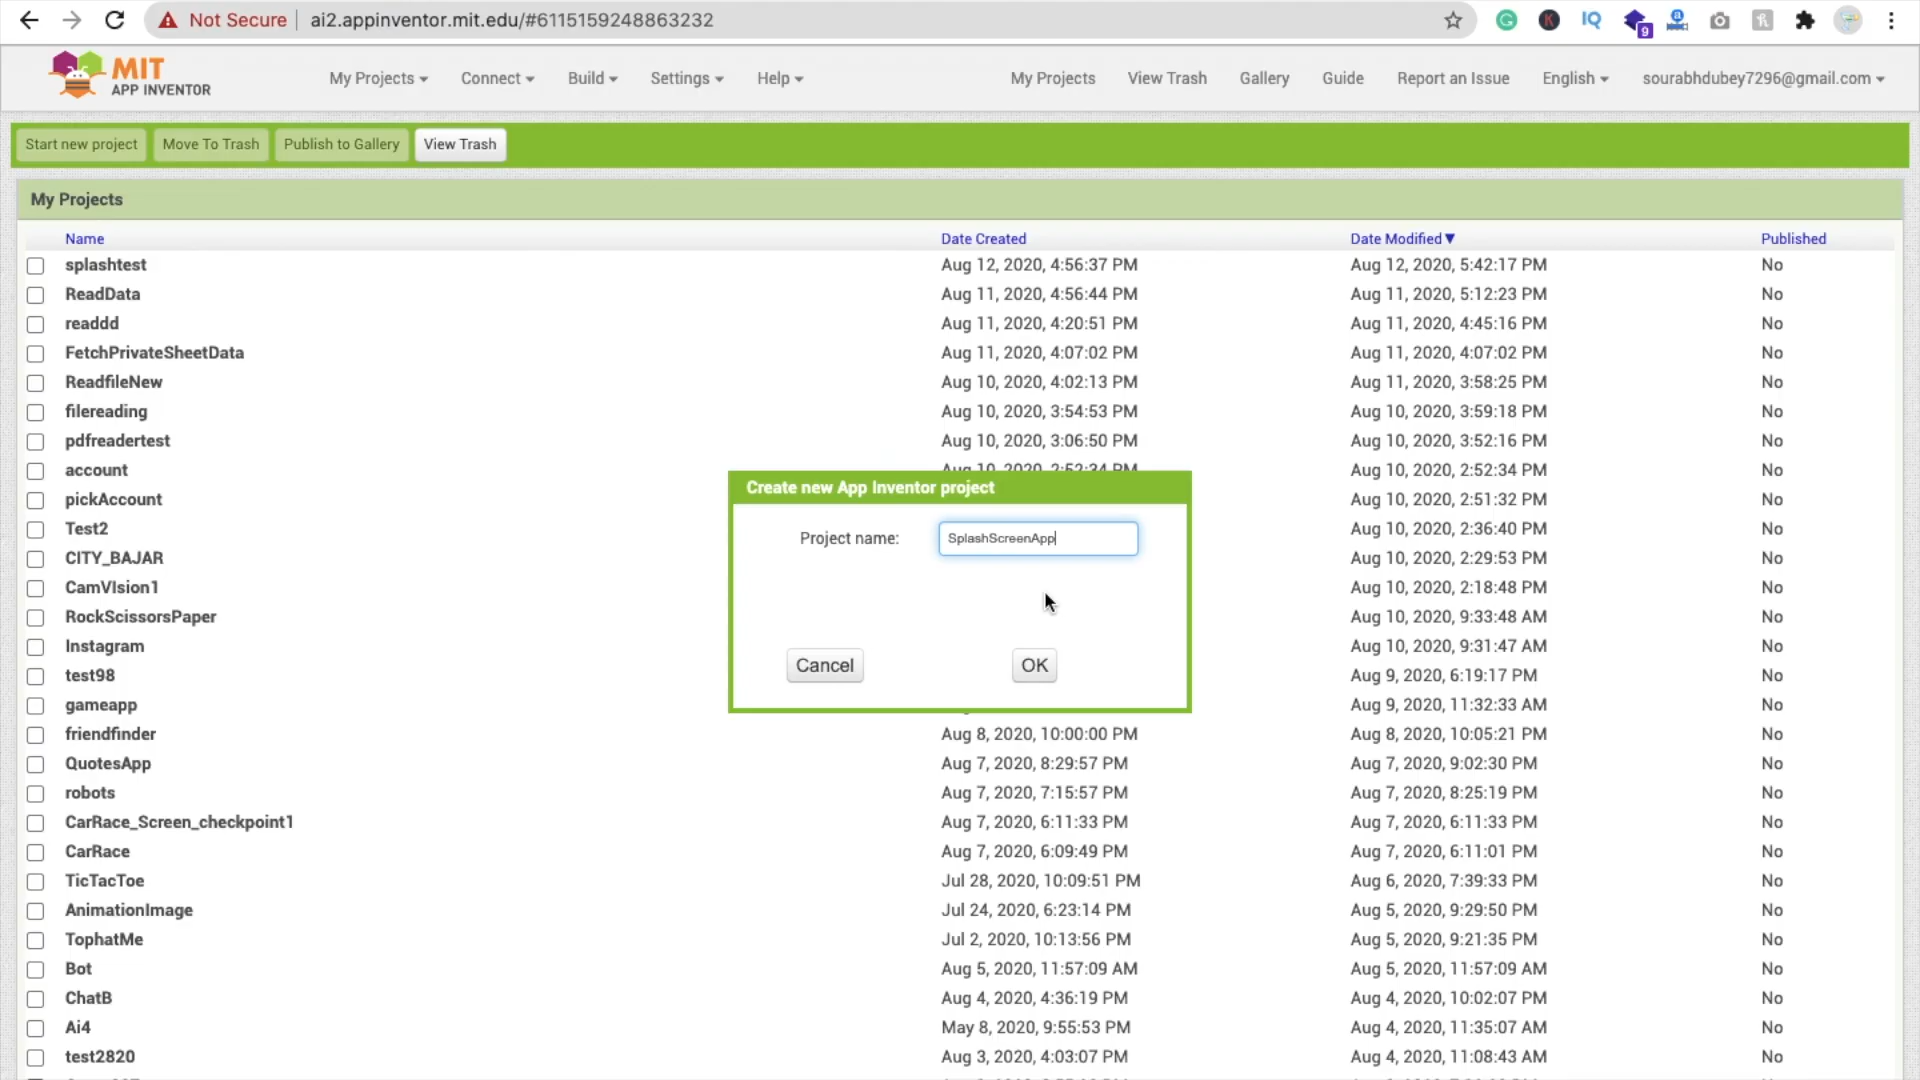 Not Secure ai2.appinventor.mit.edu/#6115159248863232
9
MIT
APP INVENTOR
My Projects Connect Build Settings Help My Projects View Trash Gallery Guide Report an Issue English sourabhdubey7296@gmail.com
Start new project Move To Trash Publish to Gallery View Trash
My Projects
Name Date Created Date Modified▼ Published
splashtest Aug 12, 2020, 4:56:37 PM Aug 12, 2020, 5:42:17 PM No
ReadData Aug 11, 2020, 4:56:44 PM Aug 11, 2020, 5:12:23 PM No
readdd Aug 11, 2020, 4:20:51 PM Aug 11, 2020, 4:45:16 PM No
FetchPrivateSheetData Aug 11, 2020, 4:07:02 PM Aug 11, 2020, 4:07:02 PM No
ReadfileNew Aug 10, 2020, 4:02:13 PM Aug 11, 2020, 3:58:25 PM No
filereading Aug 10, 2020, 3:54:53 PM Aug 10, 2020, 3:59:18 PM No
pdfreadertest Aug 10, 2020, 3:06:50 PM Aug 10, 2020, 3:52:16 PM No
account Aug 10, 2020, 2:52:34 PM Aug 10, 2020, 2:52:34 PM No
pickAccount Aug 10, 2020, 2:51:32 PM No
Test2 Aug 10, 2020, 2:36:40 PM No
CITY_BAJAR Aug 10, 2020, 2:29:53 PM No
CamVIsion1 Aug 10, 2020, 2:18:48 PM No
RockScissorsPaper Aug 10, 2020, 9:33:48 AM No
Instagram Aug 10, 2020, 9:31:47 AM No
test98 Aug 9, 2020, 6:19:17 PM No
gameapp Aug 9, 2020, 11:32:33 AM No
Create new App Inventor project
Project name: SplashScreenApp
Cancel OK
friendfinder Aug 8, 2020, 10:00:00 PM Aug 8, 2020, 10:05:21 PM No
QuotesApp Aug 7, 2020, 8:29:57 PM Aug 7, 2020, 9:02:30 PM No
robots Aug 7, 2020, 7:15:57 PM Aug 7, 2020, 8:25:19 PM No
CarRace_Screen_checkpoint1 Aug 7, 2020, 6:11:33 PM Aug 7, 2020, 6:11:33 PM No
CarRace Aug 7, 2020, 6:09:49 PM Aug 7, 2020, 6:11:01 PM No
TicTacToe Jul 28, 2020, 10:09:51 PM Aug 6, 2020, 7:39:33 PM No
AnimationImage Jul 24, 2020, 6:23:14 PM Aug 5, 2020, 9:29:50 PM No
TophatMe Jul 2, 2020, 10:13:56 PM Aug 5, 2020, 9:21:35 PM No
Bot Aug 5, 2020, 11:57:09 AM Aug 5, 2020, 11:57:09 AM No
ChatB Aug 4, 2020, 4:36:19 PM Aug 4, 2020, 10:02:07 PM No
Ai4 May 8, 2020, 9:55:53 PM Aug 4, 2020, 11:35:07 AM No
test2820 Aug 3, 2020, 4:03:07 PM Aug 4, 2020, 11:08:43 AM No